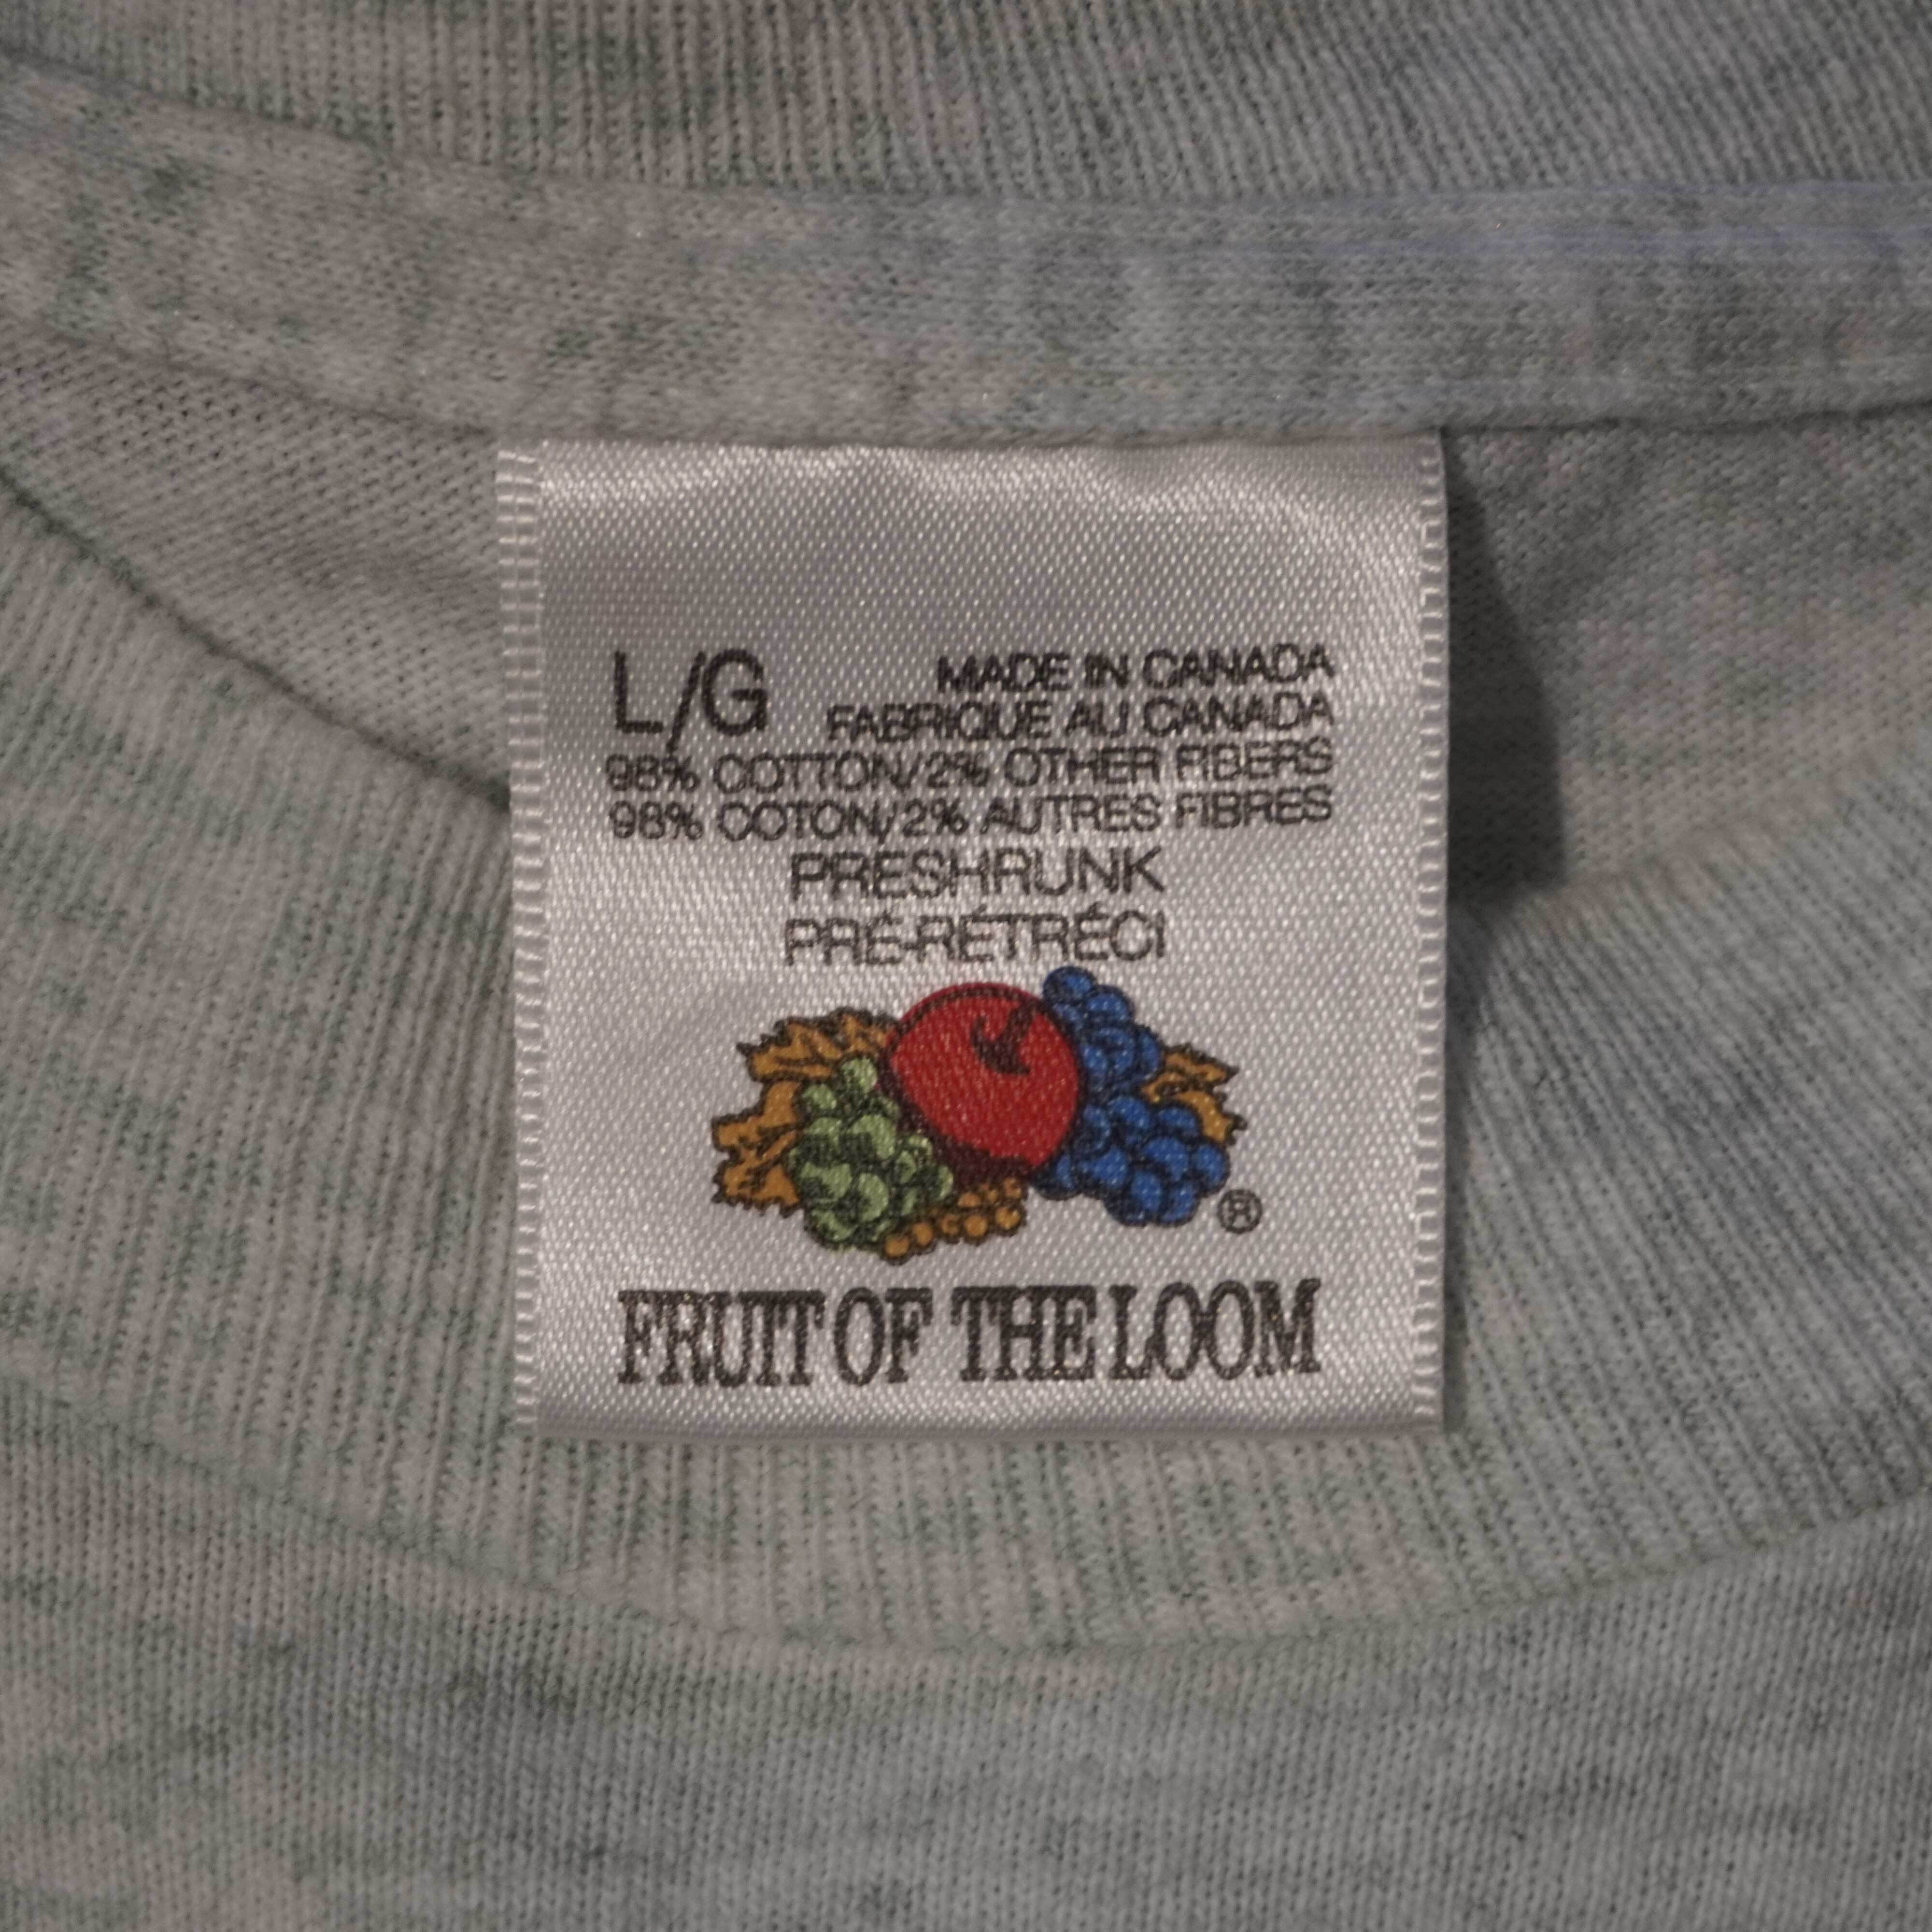 L/G MADE IN CANADA
FABRIQUE AU CANADA
98% COTTON/2% OTHER FIBERS
98% COTON/2% AUTRES FIBRES
PRESHRUNK
PRÉ-RÉTRÉCI
®
FRUIT OF THE LOOM